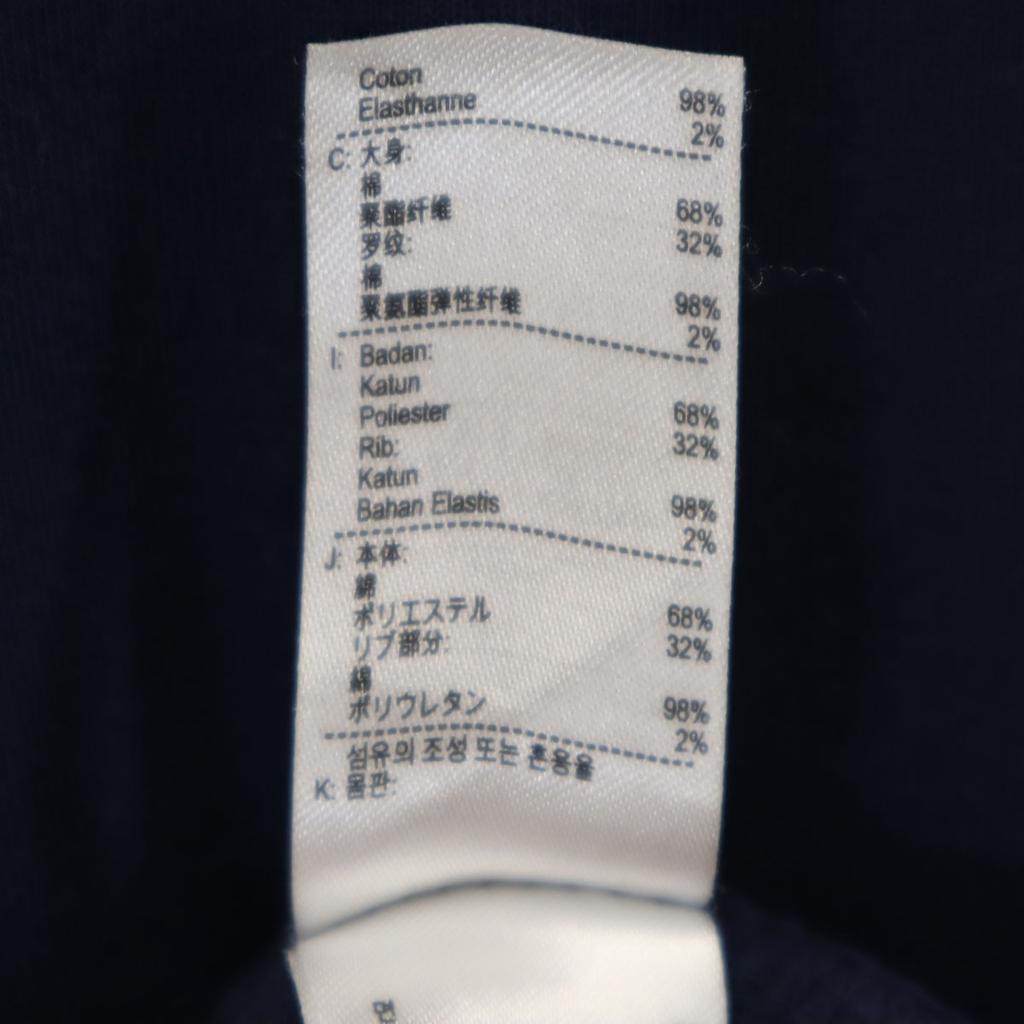 Coton 98%
Elasthanne 2%
C: 大身:
棉 68%
聚酯纤维 32%
罗纹:
棉 98%
聚氨酯弹性纤维 2%
I: Badan:
Katun 68%
Poliester 32%
Rib:
Katun 98%
Bahan Elastis 2%
J: 本体:
綿 68%
ポリエステル 32%
リブ部分:
綿 98%
ポリウレタン 2%
섬유의 조성 또는 혼용율
K: 몸판: